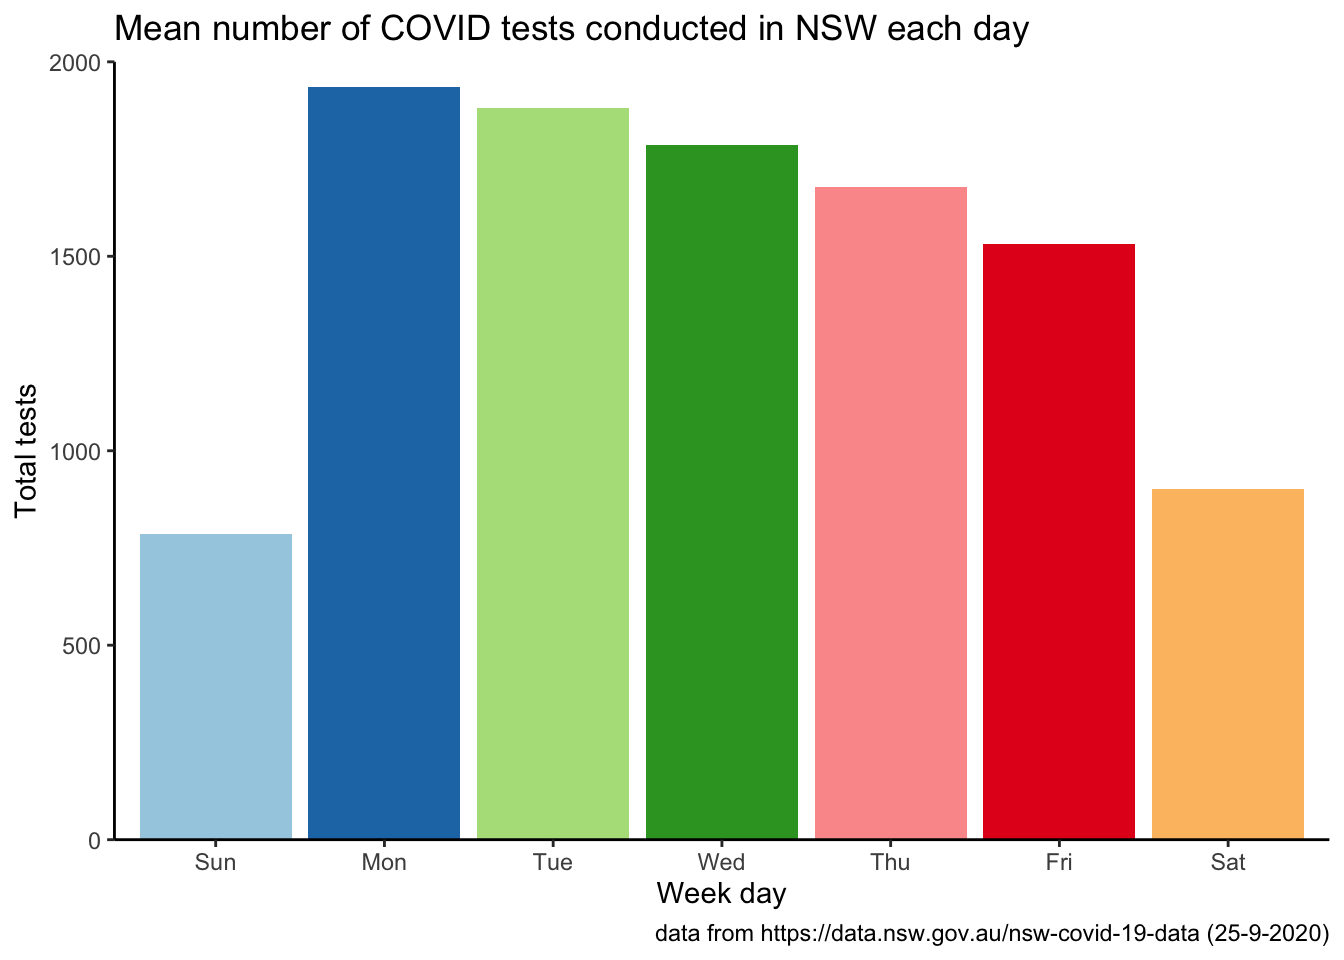 Mean number of COVID tests conducted in NSW each day
2000
1500
1000
500
0
Total tests
Sun Mon Tue Wed Thu Fri Sat
Week day
data from https://data.nsw.gov.au/nsw-covid-19-data (25-9-2020)